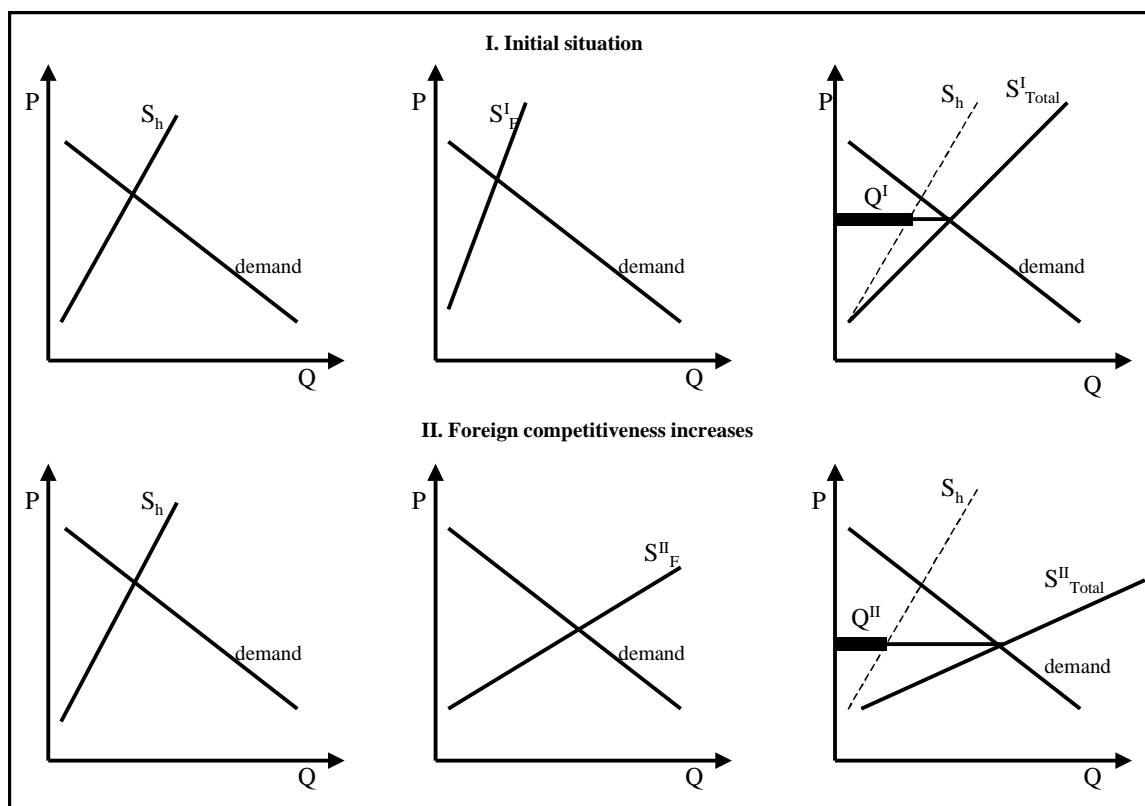 I. Initial situation
P
S_h
demand
Q
P
S^I_F
demand
Q
P
S_h
S^I_Total
Q^I
demand
Q
II. Foreign competitiveness increases
P
S_h
demand
Q
P
S^II_F
demand
Q
P
S_h
S^II_Total
Q^II
demand
Q